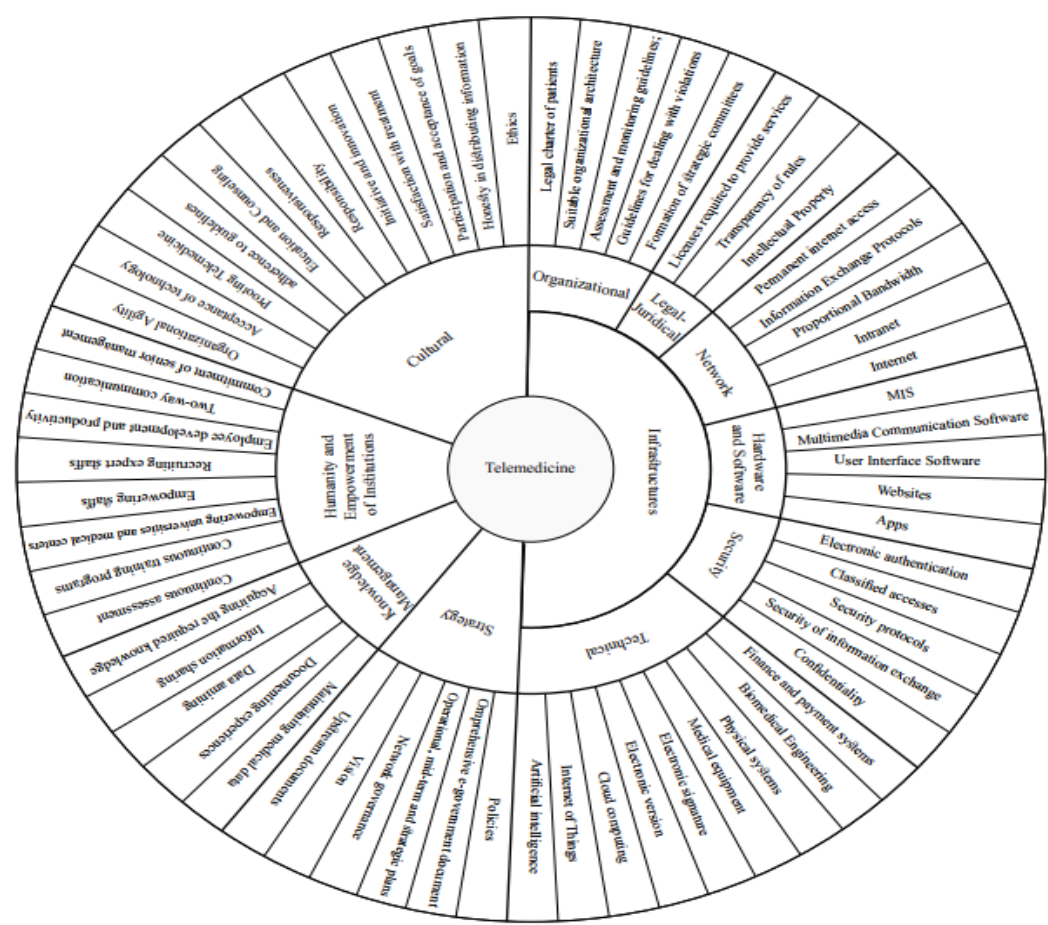 Telemedicine
Infrastructures
Organizational
Legal charter of patients
Suitable organizational architecture
Assessment and monitoring guidelines;
Guidelines for dealing with violations
Formation of strategic committees
Legal-
Juridical
Licenses required to provide services
Transparency of rules
Intellectual Property
Network
Permanent internet access
Information Exchange Protocols
Proportional Bandwidth
Intranet
Internet
Hardware
and Software
MIS
Multimedia Communication Software
User Interface Software
Websites
Apps
Security
Electronic authentication
Classified accesses
Security protocols
Security of information exchange
Confidentiality
Technical
Finance and payment systems
Biomedical Engineering
Physical systems
Medical equipment
Electronic signature
Electronic version
Cloud computing
Internet of Things
Artificial intelligence
Strategy
Policies
Omprehensive e-government document
Operational, mid-term and strategic plans
Network governance
Vision
Upstream documents
Knowledge
Management
Maintaining medical data
Documenting experiences
Data amining
Information sharing
Acquiring the required knowledge
Humanity and
Empowerment
of Institutions
Continuous assessment
Continuous training programs
Empowering universities and medical centers
Empowering staffs
Recruiting expert staffs
Employee development and productivity
Two-way communication
Commitment of senior management
Cultural
Organizational Agility
Acceptance of technology
Prooting Telemedicine
adherence to guidelines
Eucation and Counseling
Responsiveness
Responsibility
Initiative and innovation
Satisfaction with treatment
Participation and acceptance of goals
Honesty in distributing information
Ethics